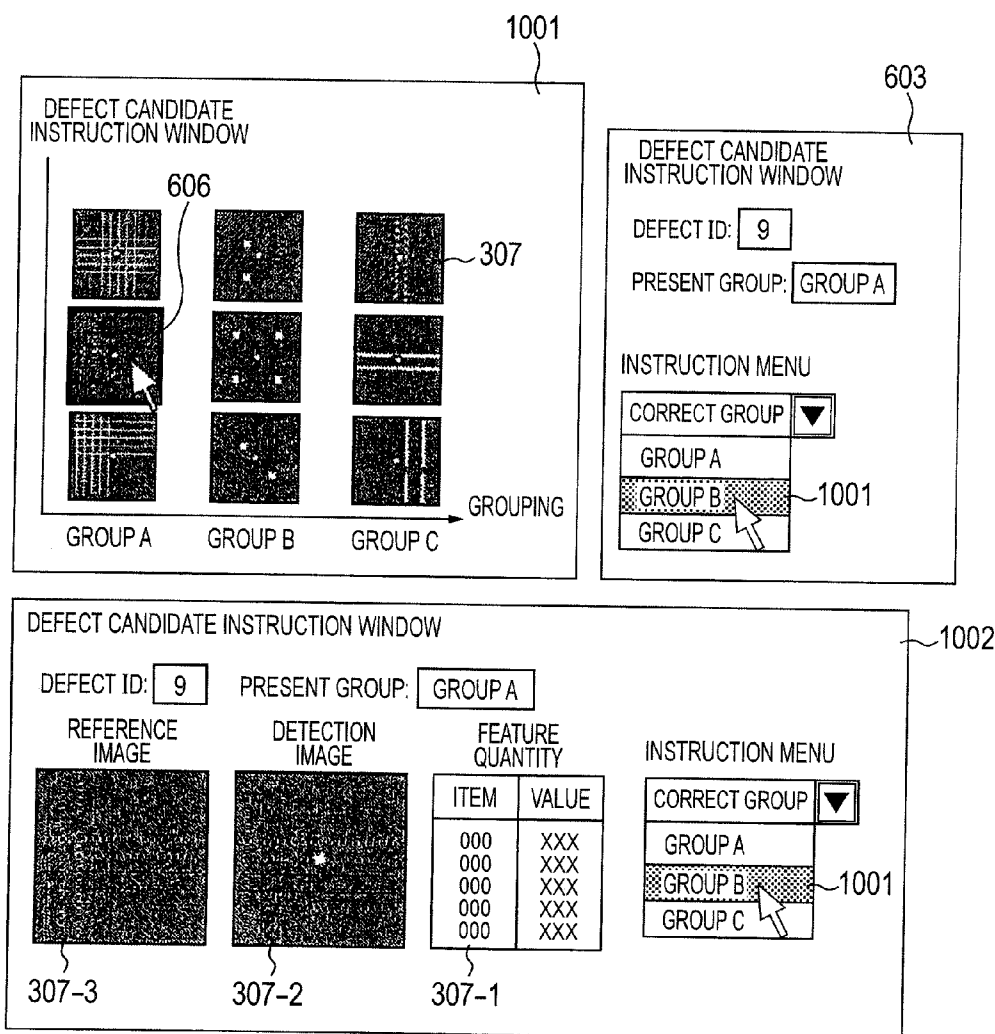 1001
DEFECT CANDIDATE
INSTRUCTION WINDOW
606
307
GROUPING
GROUP A GROUP B GROUP C
603
DEFECT CANDIDATE
INSTRUCTION WINDOW
DEFECT ID: 9
PRESENT GROUP: GROUP A
INSTRUCTION MENU
CORRECT GROUP
GROUP A
GROUP B 1001
GROUP C
1002
DEFECT CANDIDATE INSTRUCTION WINDOW
DEFECT ID: 9 PRESENT GROUP: GROUP A
REFERENCE
IMAGE
307-3
DETECTION
IMAGE
307-2
FEATURE
QUANTITY
ITEM VALUE
000 XXX
000 XXX
000 XXX
000 XXX
000 XXX
307-1
INSTRUCTION MENU
CORRECT GROUP
GROUP A
GROUP B 1001
GROUP C